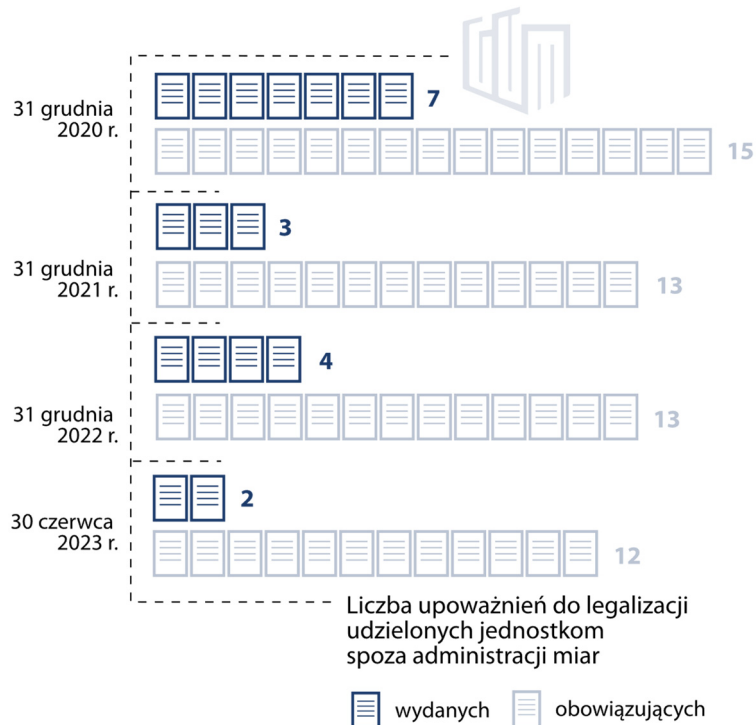 31 grudnia
2020 r.
7
15
31 grudnia
2021 r.
3
13
31 grudnia
2022 r.
4
13
30 czerwca
2023 r.
2
12
Liczba upoważnień do legalizacji
udzielonych jednostkom
spoza administracji miar
wydanych obowiązujących